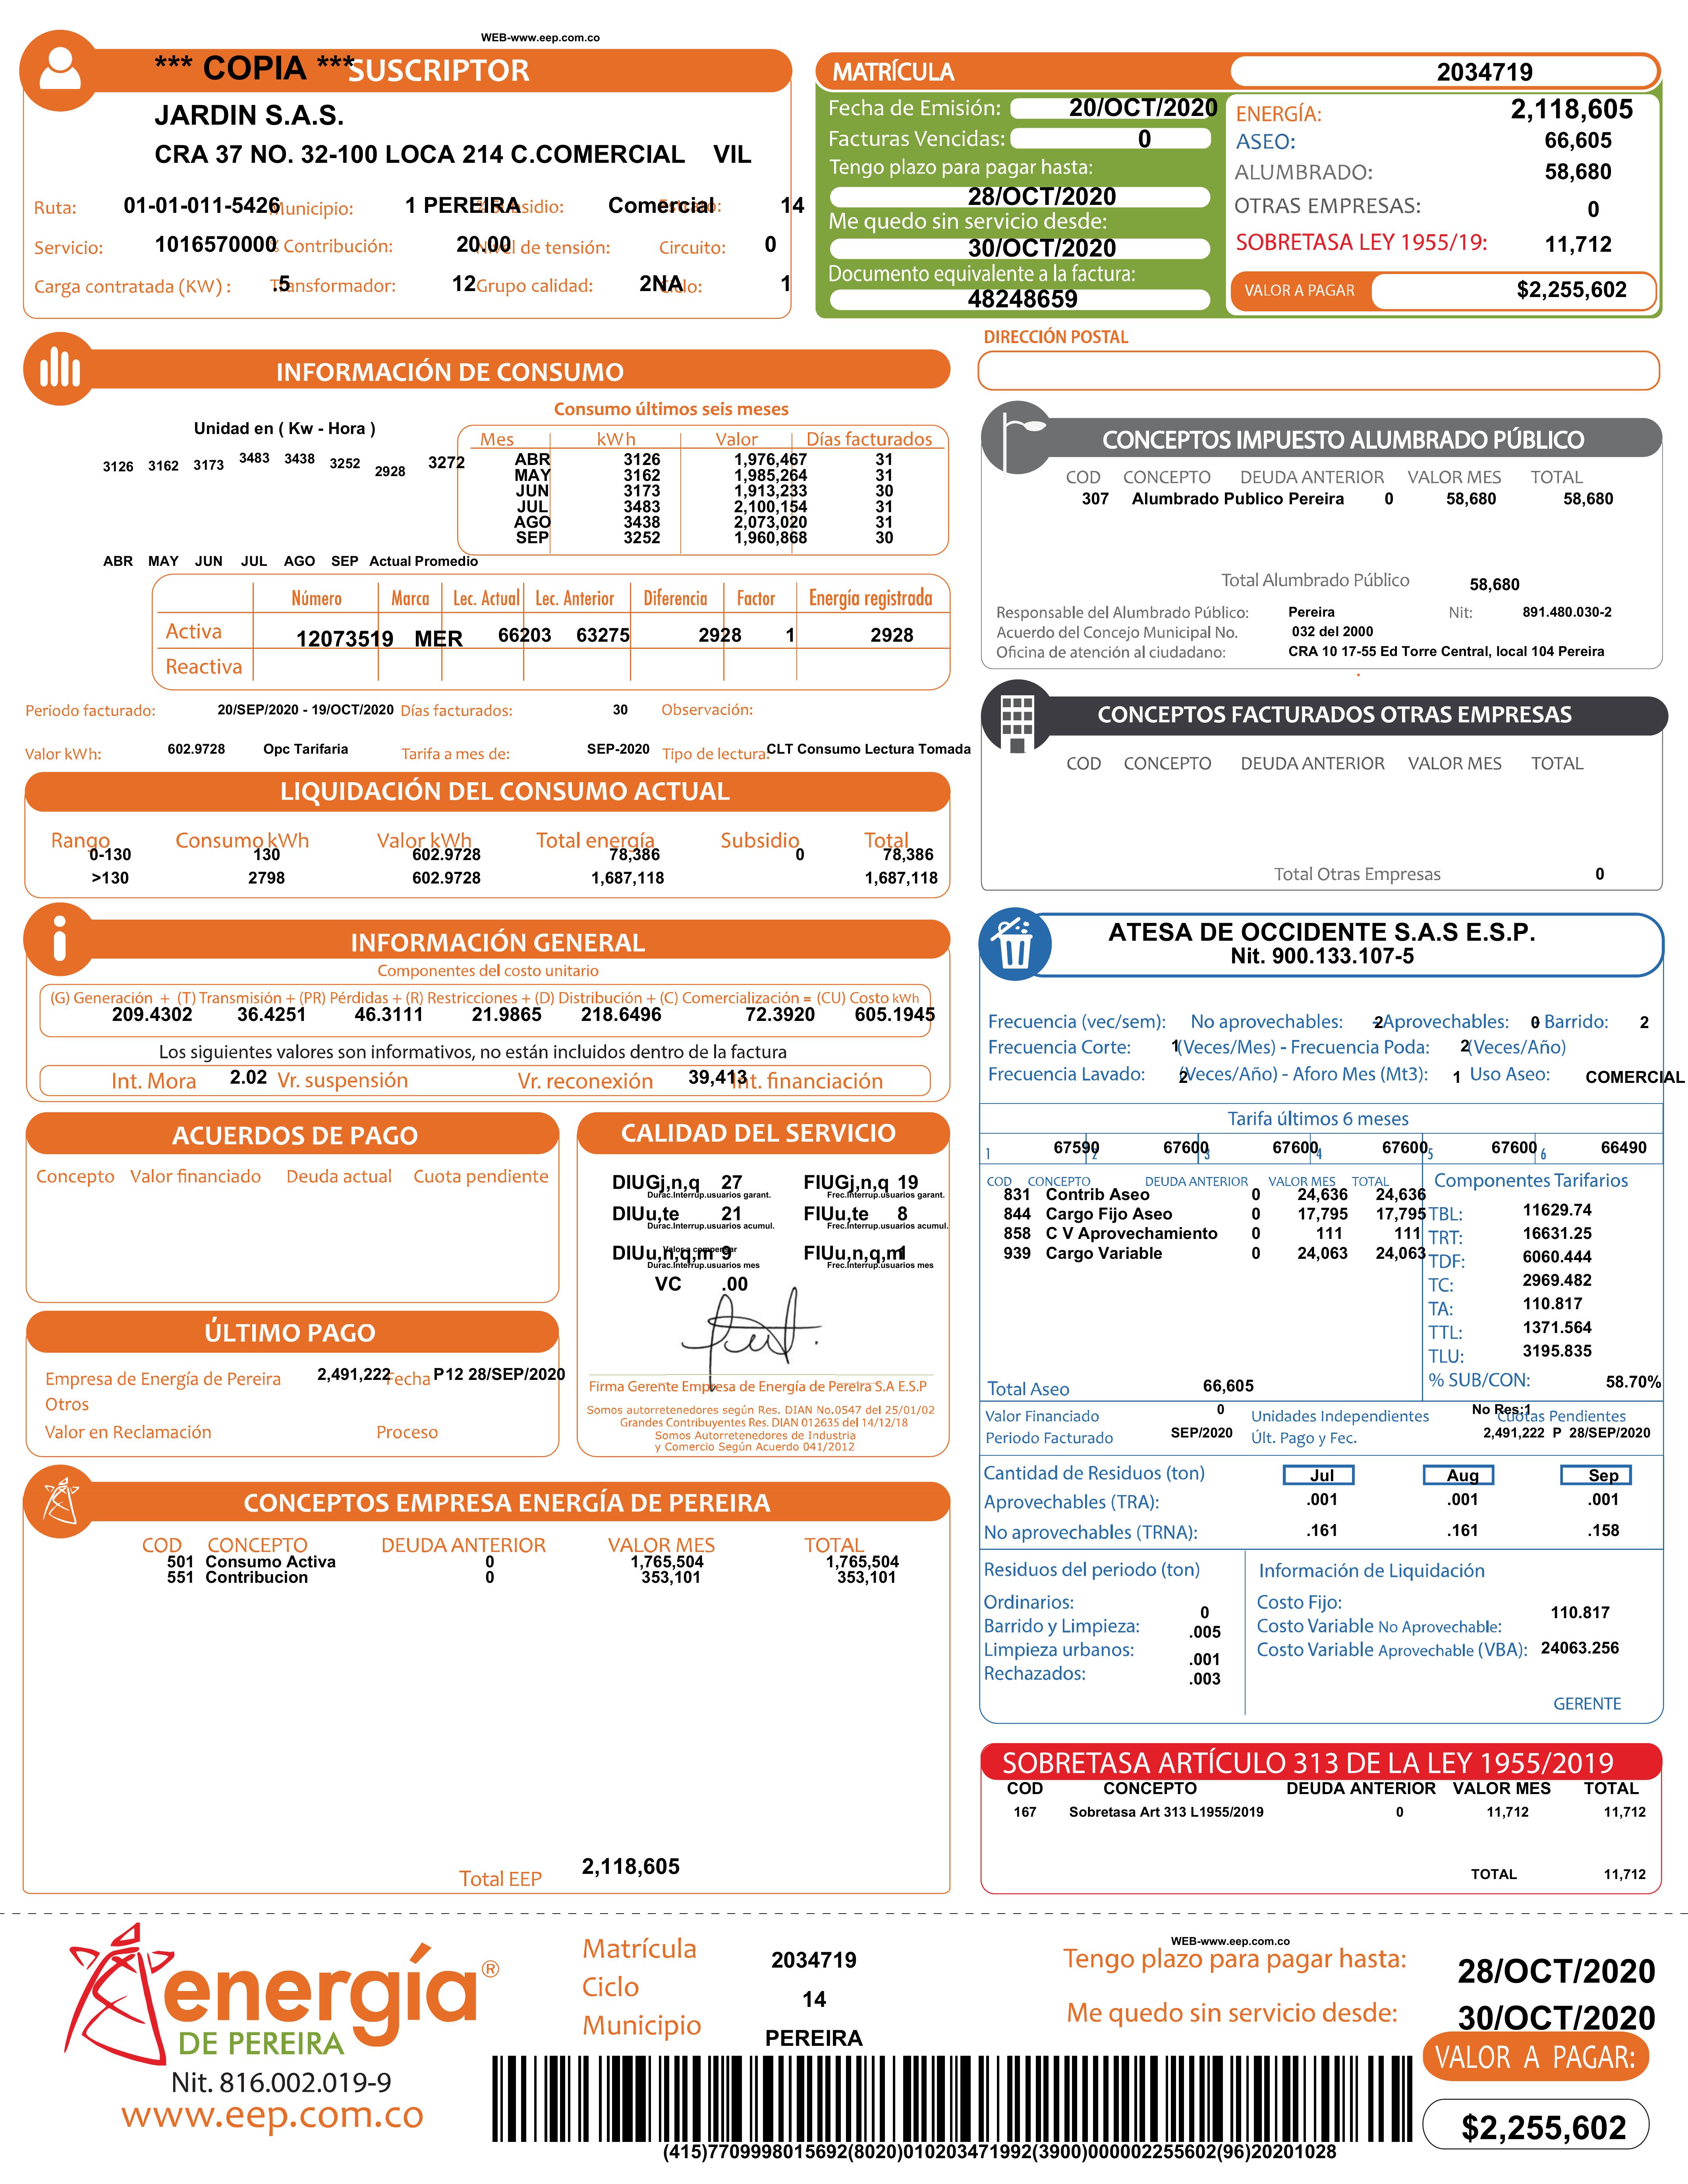 WEB-www.eep.com.co
*** COPIA *** SUSCRIPTOR
JARDIN S.A.S.
CRA 37 NO. 32-100 LOCA 214 C.COMERCIAL VIL
Ruta: 01-01-011-5426 Municipio: 1 PEREIRA Comercial 14
Servicio: 1016570000 % Contribución: 20.00 Nivel de tensión: Circuito: 0
Carga contratada (KW) : .5 Transformador: 12 Grupo calidad: 2NA Ciclo: 1
MATRÍCULA 2034719
Fecha de Emisión: 20/OCT/2020
Facturas Vencidas: 0
Tengo plazo para pagar hasta:
28/OCT/2020
Me quedo sin servicio desde:
30/OCT/2020
Documento equivalente a la factura:
48248659
ENERGÍA: 2,118,605
ASEO: 66,605
ALUMBRADO: 58,680
OTRAS EMPRESAS: 0
SOBRETASA LEY 1955/19: 11,712
VALOR A PAGAR $2,255,602
DIRECCIÓN POSTAL
INFORMACIÓN DE CONSUMO
Consumo últimos seis meses
Unidad en ( Kw - Hora )
3126 3162 3173 3483 3438 3252 2928 3272
ABR MAY JUN JUL AGO SEP Actual Promedio
Mes kWh Valor Días facturados
ABR 3126 1,976,467 31
MAY 3162 1,985,264 31
JUN 3173 1,913,233 30
JUL 3483 2,100,154 31
AGO 3438 2,073,020 31
SEP 3252 1,960,868 30
Número Marca Lec. Actual Lec. Anterior Diferencia Factor Energía registrada
Activa 12073519 MER 66203 63275 2928 1 2928
Reactiva
Periodo facturado: 20/SEP/2020 - 19/OCT/2020 Días facturados: 30 Observación:
Valor kWh: 602.9728 Opc Tarifaria Tarifa a mes de: SEP-2020 Tipo de lectura: CLT Consumo Lectura Tomada
LIQUIDACIÓN DEL CONSUMO ACTUAL
Rango Consumo kWh Valor kWh Total energía Subsidio Total
0-130 130 602.9728 78,386 0 78,386
>130 2798 602.9728 1,687,118 1,687,118
INFORMACIÓN GENERAL
Componentes del costo unitario
(G) Generación + (T) Transmisión + (PR) Pérdidas + (R) Restricciones + (D) Distribución + (C) Comercialización = (CU) Costo kWh
209.4302 36.4251 46.3111 21.9865 218.6496 72.3920 605.1945
Los siguientes valores son informativos, no están incluidos dentro de la factura
Int. Mora 2.02 Vr. suspensión Vr. reconexión 39,413 Int. financiación
ACUERDOS DE PAGO
Concepto Valor financiado Deuda actual Cuota pendiente
ÚLTIMO PAGO
Empresa de Energía de Pereira 2,491,222 Fecha P12 28/SEP/2020
Otros
Valor en Reclamación Proceso
CALIDAD DEL SERVICIO
DIUGj,n,q 27 FIUGj,n,q 19
Durac.Interrup.usuarios garant. Frec.Interrup.usuarios garant.
DIUu,te 21 FIUu,te 8
Durac.Interrup.usuarios acumul. Frec.Interrup.usuarios acumul.
Valor a compensar
DIUu,n,q,m 9 FIUu,n,q,m 1
Durac.Interrup.usuarios mes Frec.Interrup.usuarios mes
VC .00
Firma Gerente Empresa de Energía de Pereira S.A E.S.P
Somos autorretenedores según Res. DIAN No.0547 del 25/01/02
Grandes Contribuyentes Res. DIAN 012635 del 14/12/18
Somos Autorretenedores de Industria
y Comercio Según Acuerdo 041/2012
CONCEPTOS EMPRESA ENERGÍA DE PEREIRA
COD CONCEPTO DEUDA ANTERIOR VALOR MES TOTAL
501 Consumo Activa 0 1,765,504 1,765,504
551 Contribucion 0 353,101 353,101
Total EEP 2,118,605
CONCEPTOS IMPUESTO ALUMBRADO PÚBLICO
COD CONCEPTO DEUDA ANTERIOR VALOR MES TOTAL
307 Alumbrado Publico Pereira 0 58,680 58,680
Total Alumbrado Público 58,680
Responsable del Alumbrado Público: Pereira Nit: 891.480.030-2
Acuerdo del Concejo Municipal No. 032 del 2000
Oficina de atención al ciudadano: CRA 10 17-55 Ed Torre Central, local 104 Pereira
CONCEPTOS FACTURADOS OTRAS EMPRESAS
COD CONCEPTO DEUDA ANTERIOR VALOR MES TOTAL
Total Otras Empresas 0
ATESA DE OCCIDENTE S.A.S E.S.P.
Nit. 900.133.107-5
Frecuencia (vec/sem): No aprovechables: 2 Aprovechables: 0 Barrido: 2
Frecuencia Corte: 1 (Veces/Mes) - Frecuencia Poda: 2 (Veces/Año)
Frecuencia Lavado: 2 (Veces/Año) - Aforo Mes (Mt3): 1 Uso Aseo: COMERCIAL
Tarifa últimos 6 meses
1 67590 2 67600 3 67600 4 67600 5 67600 6 66490
COD CONCEPTO DEUDA ANTERIOR VALOR MES TOTAL
831 Contrib Aseo 0 24,636 24,636
844 Cargo Fijo Aseo 0 17,795 17,795
858 C V Aprovechamiento 0 111 111
939 Cargo Variable 0 24,063 24,063
Total Aseo 66,605
Componentes Tarifarios
TBL: 11629.74
TRT: 16631.25
TDF: 6060.444
TC: 2969.482
TA: 110.817
TTL: 1371.564
TLU: 3195.835
% SUB/CON: 58.70%
Valor Financiado 0 Unidades Independientes No Res:1 Cuotas Pendientes
Periodo Facturado SEP/2020 Últ. Pago y Fec. 2,491,222 P 28/SEP/2020
Cantidad de Residuos (ton) Jul Aug Sep
Aprovechables (TRA): .001 .001 .001
No aprovechables (TRNA): .161 .161 .158
Residuos del periodo (ton)
Ordinarios: 0
Barrido y Limpieza: .005
Limpieza urbanos: .001
Rechazados: .003
Información de Liquidación
Costo Fijo: 110.817
Costo Variable No Aprovechable:
Costo Variable Aprovechable (VBA): 24063.256
GERENTE
SOBRETASA ARTÍCULO 313 DE LA LEY 1955/2019
COD CONCEPTO DEUDA ANTERIOR VALOR MES TOTAL
167 Sobretasa Art 313 L1955/2019 0 11,712 11,712
TOTAL 11,712
energía®
DE PEREIRA
Nit. 816.002.019-9
www.eep.com.co
Matrícula 2034719
Ciclo 14
Municipio PEREIRA
WEB-www.eep.com.co
Tengo plazo para pagar hasta: 28/OCT/2020
Me quedo sin servicio desde: 30/OCT/2020
VALOR A PAGAR:
$2,255,602
(415)7709998015692(8020)010203471992(3900)000002255602(96)20201028